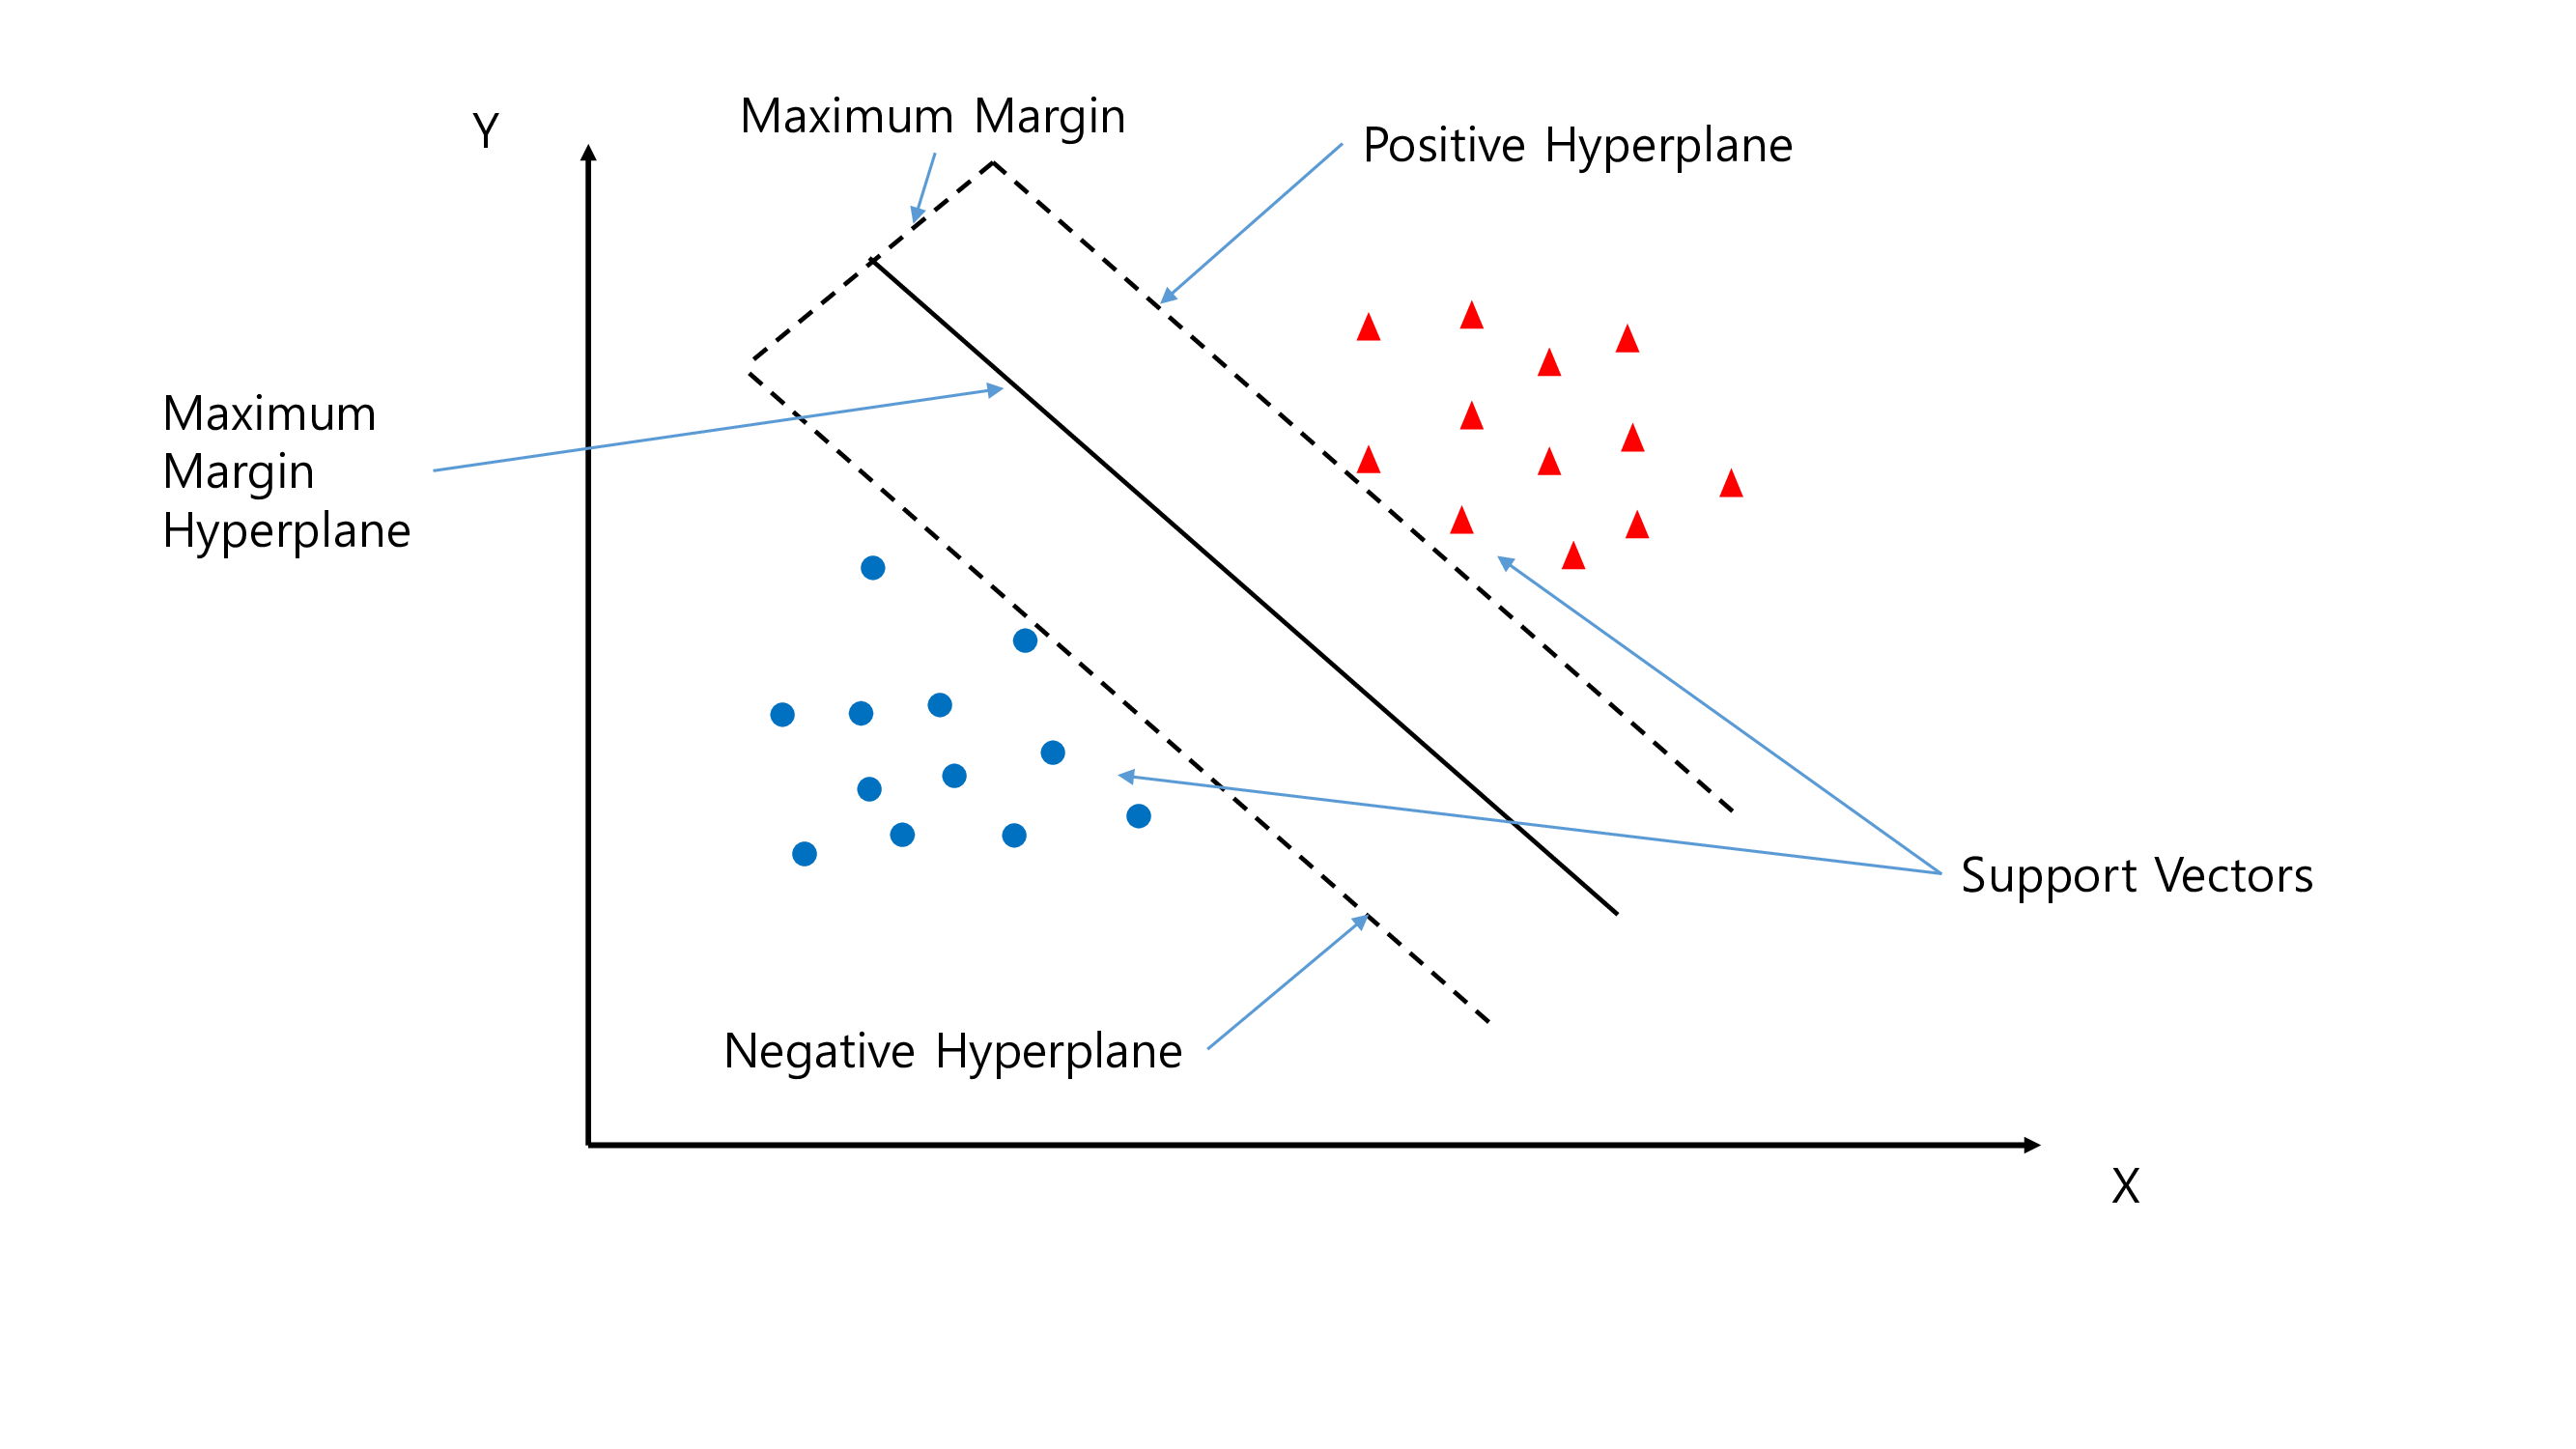 Maximum Margin
Y
Positive Hyperplane
Maximum
Margin
Hyperplane
Support Vectors
Negative Hyperplane
X